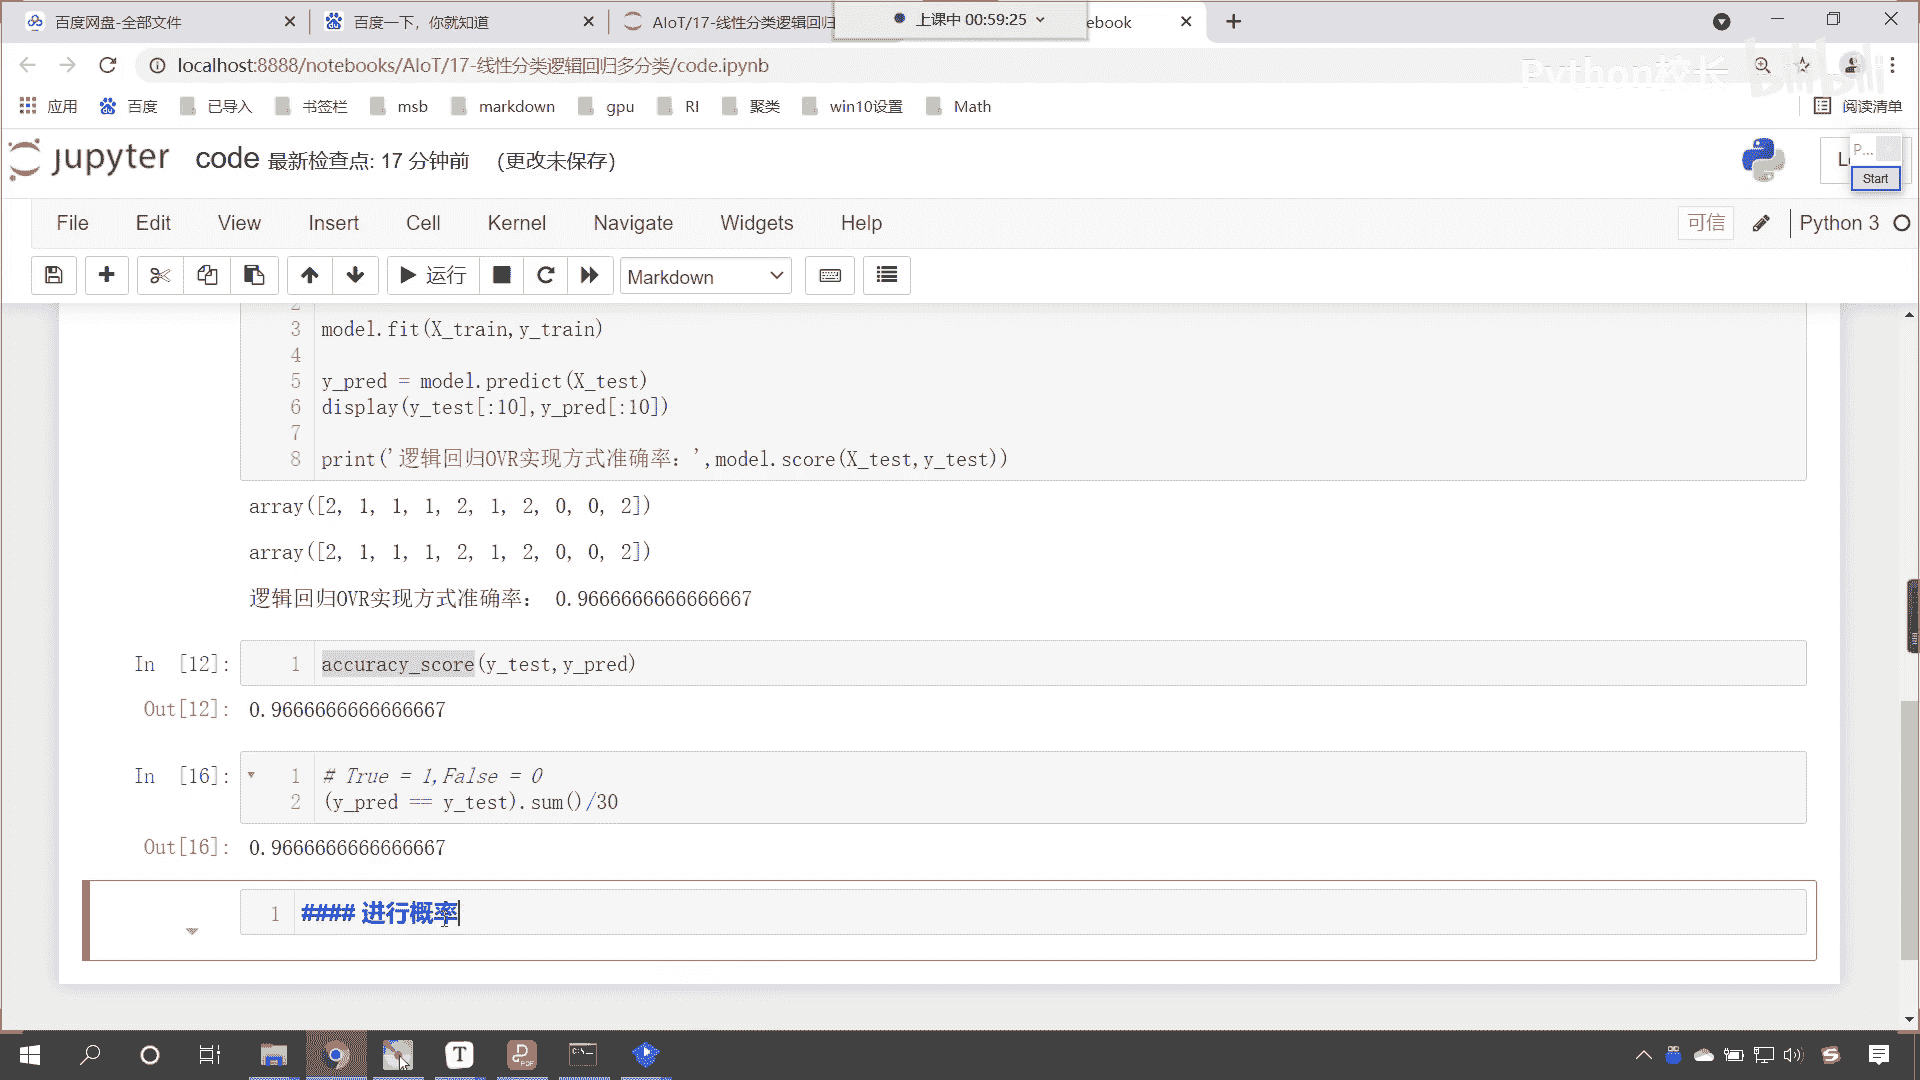 百度网盘-全部文件
百度一下，你就知道
AIoT/17-线性分类逻辑回归
上课中 00:59:25
ebook
localhost:8888/notebooks/AIoT/17-线性分类逻辑回归多分类/code.ipynb
Python校长
bilibili
应用
百度
已导入
书签栏
msb
markdown
gpu
RI
聚类
win10设置
Math
阅读清单
jupyter code 最新检查点: 17 分钟前 (更改未保存)
P...
Start
File Edit View Insert Cell Kernel Navigate Widgets Help
可信
Python 3
运行
Markdown
2
3 model.fit(X_train,y_train)
4
5 y_pred = model.predict(X_test)
6 display(y_test[:10],y_pred[:10])
7
8 print('逻辑回归OVR实现方式准确率：',model.score(X_test,y_test))
array([2, 1, 1, 1, 2, 1, 2, 0, 0, 2])
array([2, 1, 1, 1, 2, 1, 2, 0, 0, 2])
逻辑回归OVR实现方式准确率： 0.9666666666666667
In [12]: 1 accuracy_score(y_test,y_pred)
Out[12]: 0.9666666666666667
In [16]: 1 # True = 1,False = 0
2 (y_pred == y_test).sum()/30
Out[16]: 0.9666666666666667
1 #### 进行概率